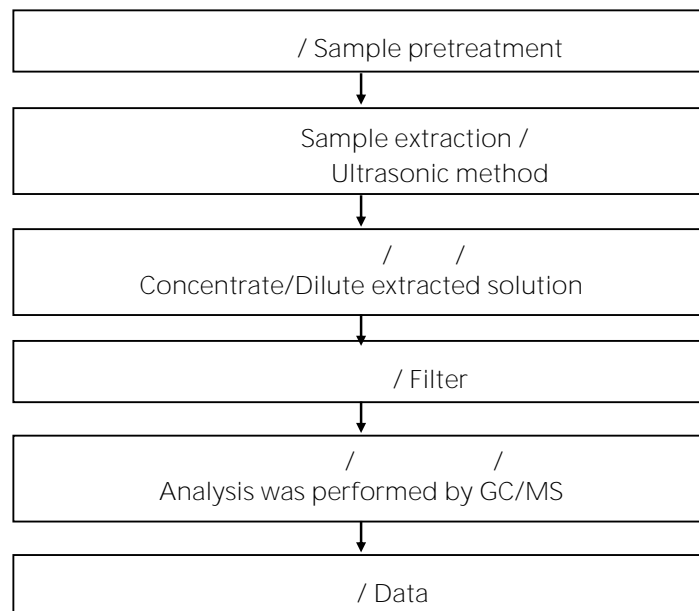 / Sample pretreatment
Sample extraction /
Ultrasonic method
/ /
Concentrate/Dilute extracted solution
/ Filter
/ /
Analysis was performed by GC/MS
/ Data